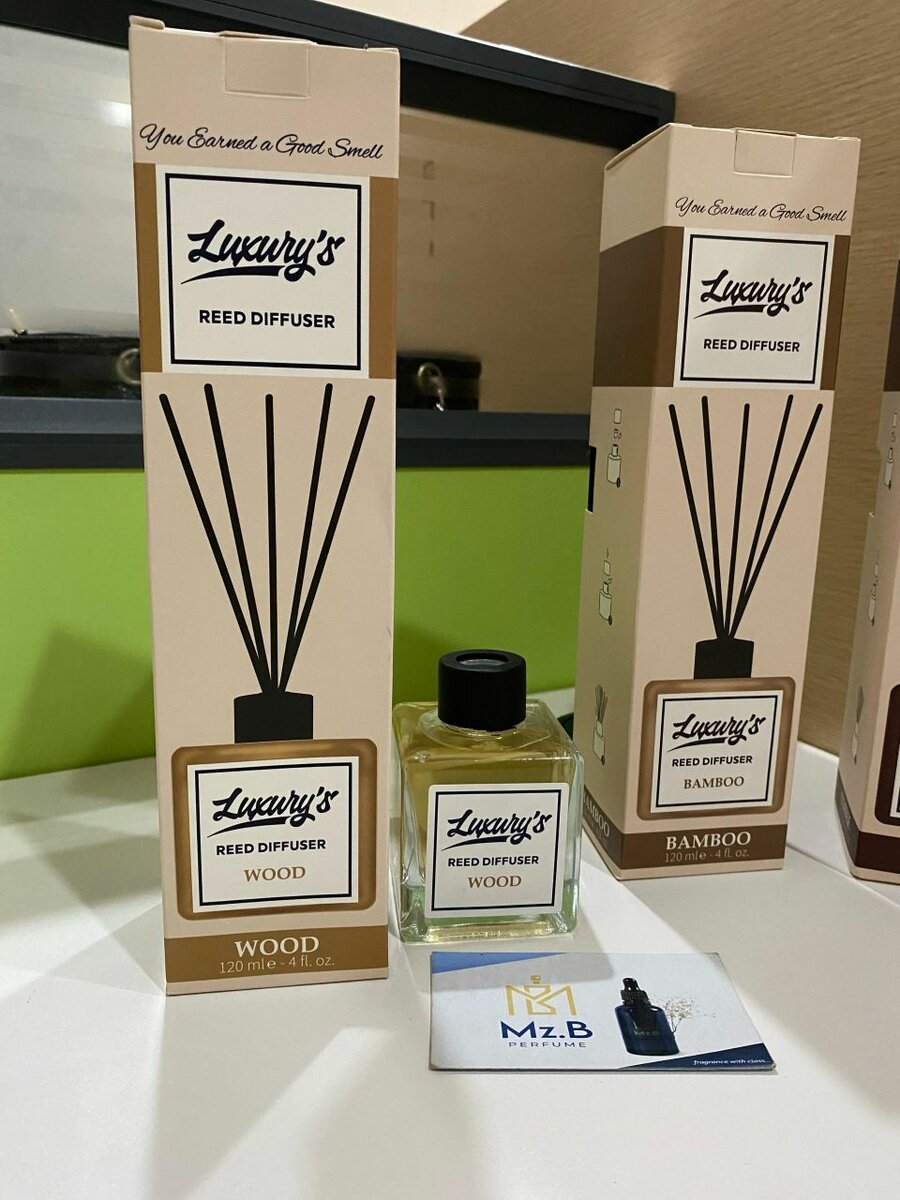 You Earned a Good Smell
Luxury's
REED DIFFUSER
Luxury's
REED DIFFUSER
WOOD
WOOD
120 ml e - 4 fl. oz.
Luxury's
REED DIFFUSER
WOOD
You Earned a Good Smell
Luxury's
REED DIFFUSER
Luxury's
REED DIFFUSER
BAMBOO
BAMBOO
120 ml e - 4 fl. oz.
BAMBOO
Mz.B
PERFUME
Mz.B
fragrance with class.